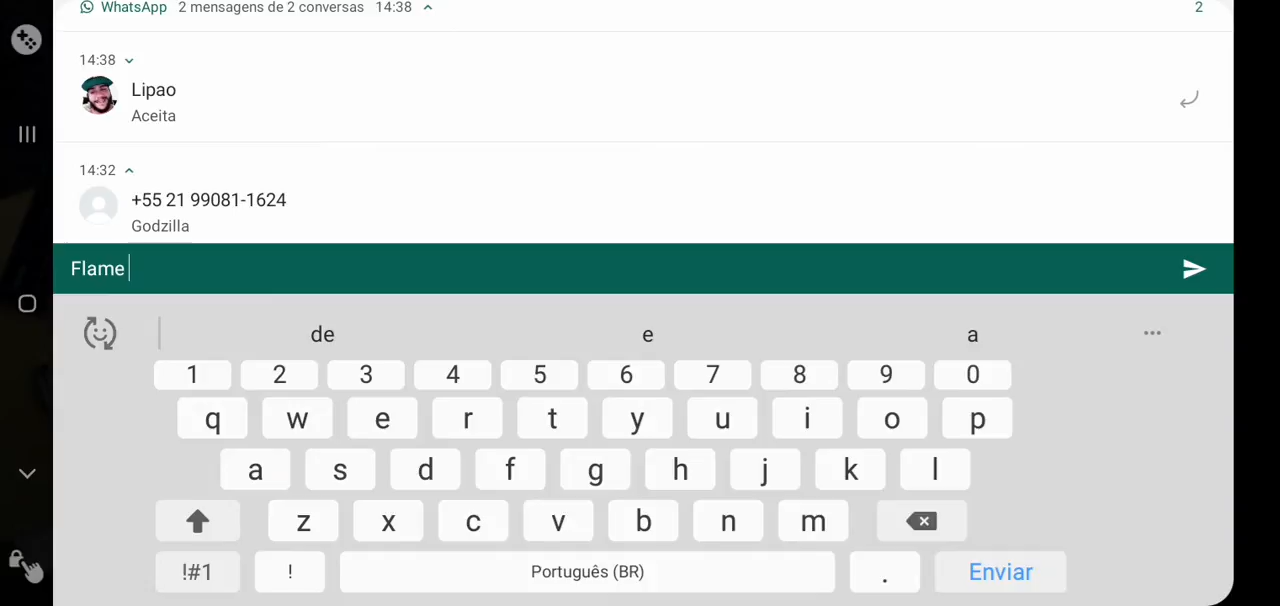 WhatsApp 2 mensagens de 2 conversas 14:38 2
14:38
Lipao
Aceita
14:32
+55 21 99081-1624
Godzilla
Flame
de e a ...
1 2 3 4 5 6 7 8 9 0
q w e r t y u i o p
a s d f g h j k l
z x c v b n m
!#1 ! Português (BR) . Enviar